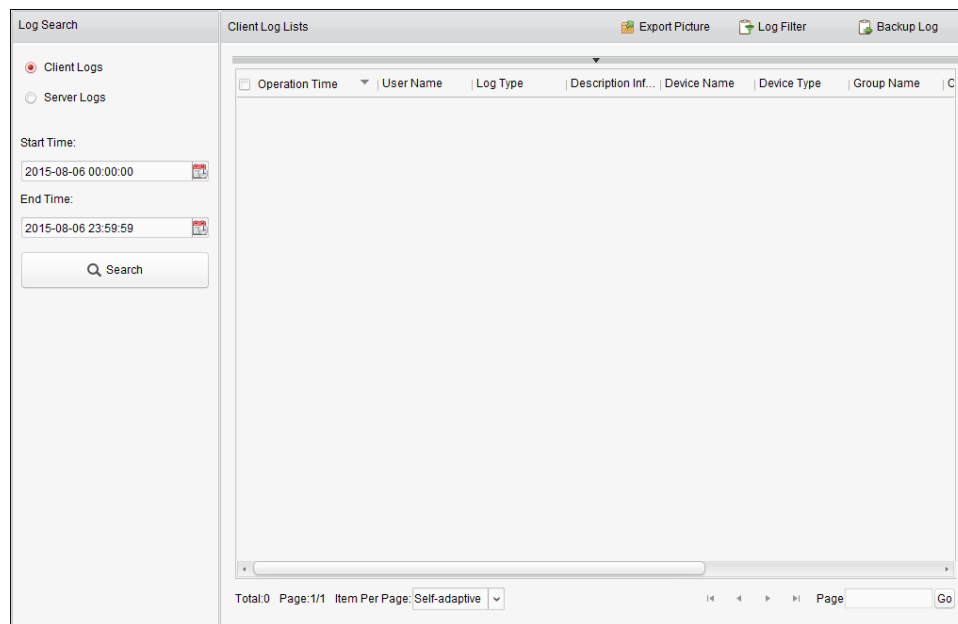 Log Search
Client Logs
Server Logs
Start Time:
2015-08-06 00:00:00
End Time:
2015-08-06 23:59:59
Search
Client Log Lists Export Picture Log Filter Backup Log
Operation Time User Name Log Type Description Inf... Device Name Device Type Group Name C
Total:0 Page:1/1 Item Per Page: Self-adaptive Page Go